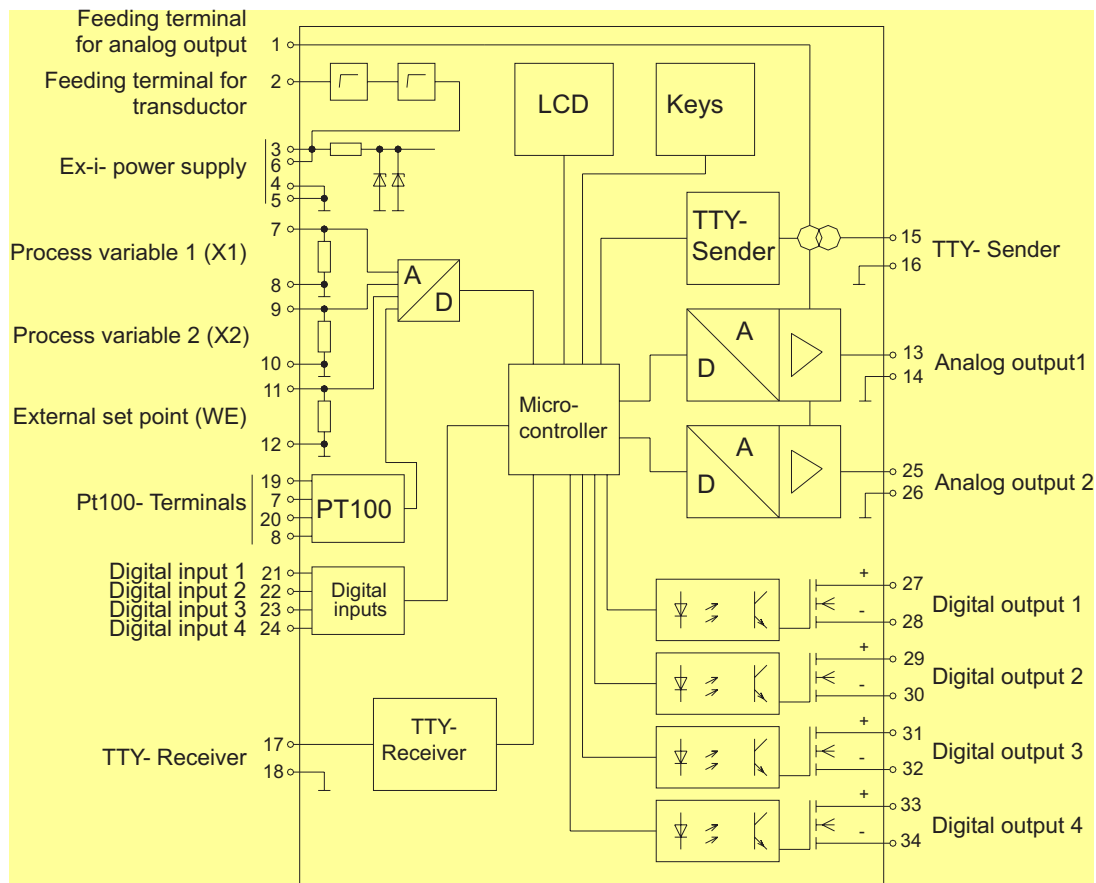 Feeding terminal
for analog output
1
Feeding terminal for
transductor
2
Ex-i- power supply
3
6
4
5
Process variable 1 (X1)
7
8
Process variable 2 (X2)
9
10
External set point (WE)
11
12
Pt100- Terminals
19
7
20
8
PT100
Digital input 1
21
Digital input 2
22
Digital input 3
23
Digital input 4
24
Digital
inputs
TTY- Receiver
17
18
TTY-
Receiver
A
D
LCD
Keys
TTY-
Sender
15
16
TTY- Sender
Micro-
controller
A
D
13
14
Analog output1
A
D
25
26
Analog output 2
+
27
-
28
Digital output 1
+
29
-
30
Digital output 2
+
31
-
32
Digital output 3
+
33
-
34
Digital output 4